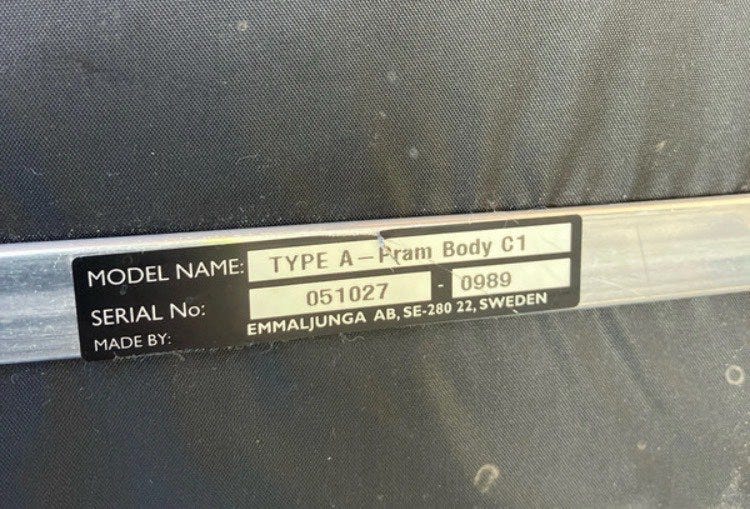 MODEL NAME: TYPE A-Pram Body C1
SERIAL No: 051027 - 0989
MADE BY: EMMALJUNGA AB, SE-280 22, SWEDEN